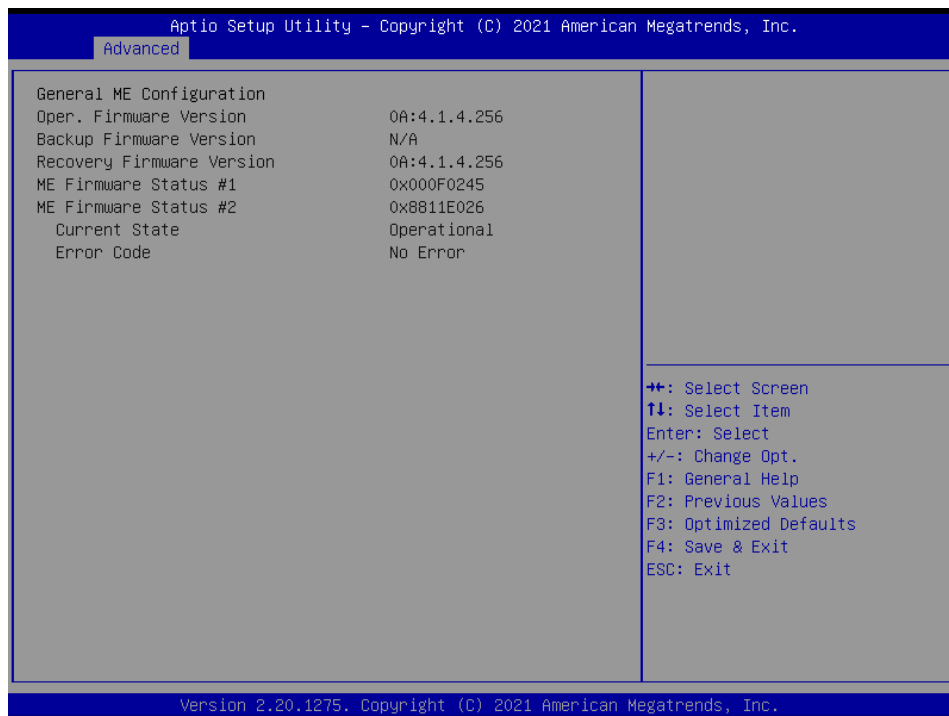 Aptio Setup Utility – Copyright (C) 2021 American Megatrends, Inc.
Advanced
General ME Configuration
Oper. Firmware Version 0A:4.1.4.256
Backup Firmware Version N/A
Recovery Firmware Version 0A:4.1.4.256
ME Firmware Status #1 0x000F0245
ME Firmware Status #2 0x8811E026
Current State Operational
Error Code No Error
→←: Select Screen
↑↓: Select Item
Enter: Select
+/-: Change Opt.
F1: General Help
F2: Previous Values
F3: Optimized Defaults
F4: Save & Exit
ESC: Exit
Version 2.20.1275. Copyright (C) 2021 American Megatrends, Inc.